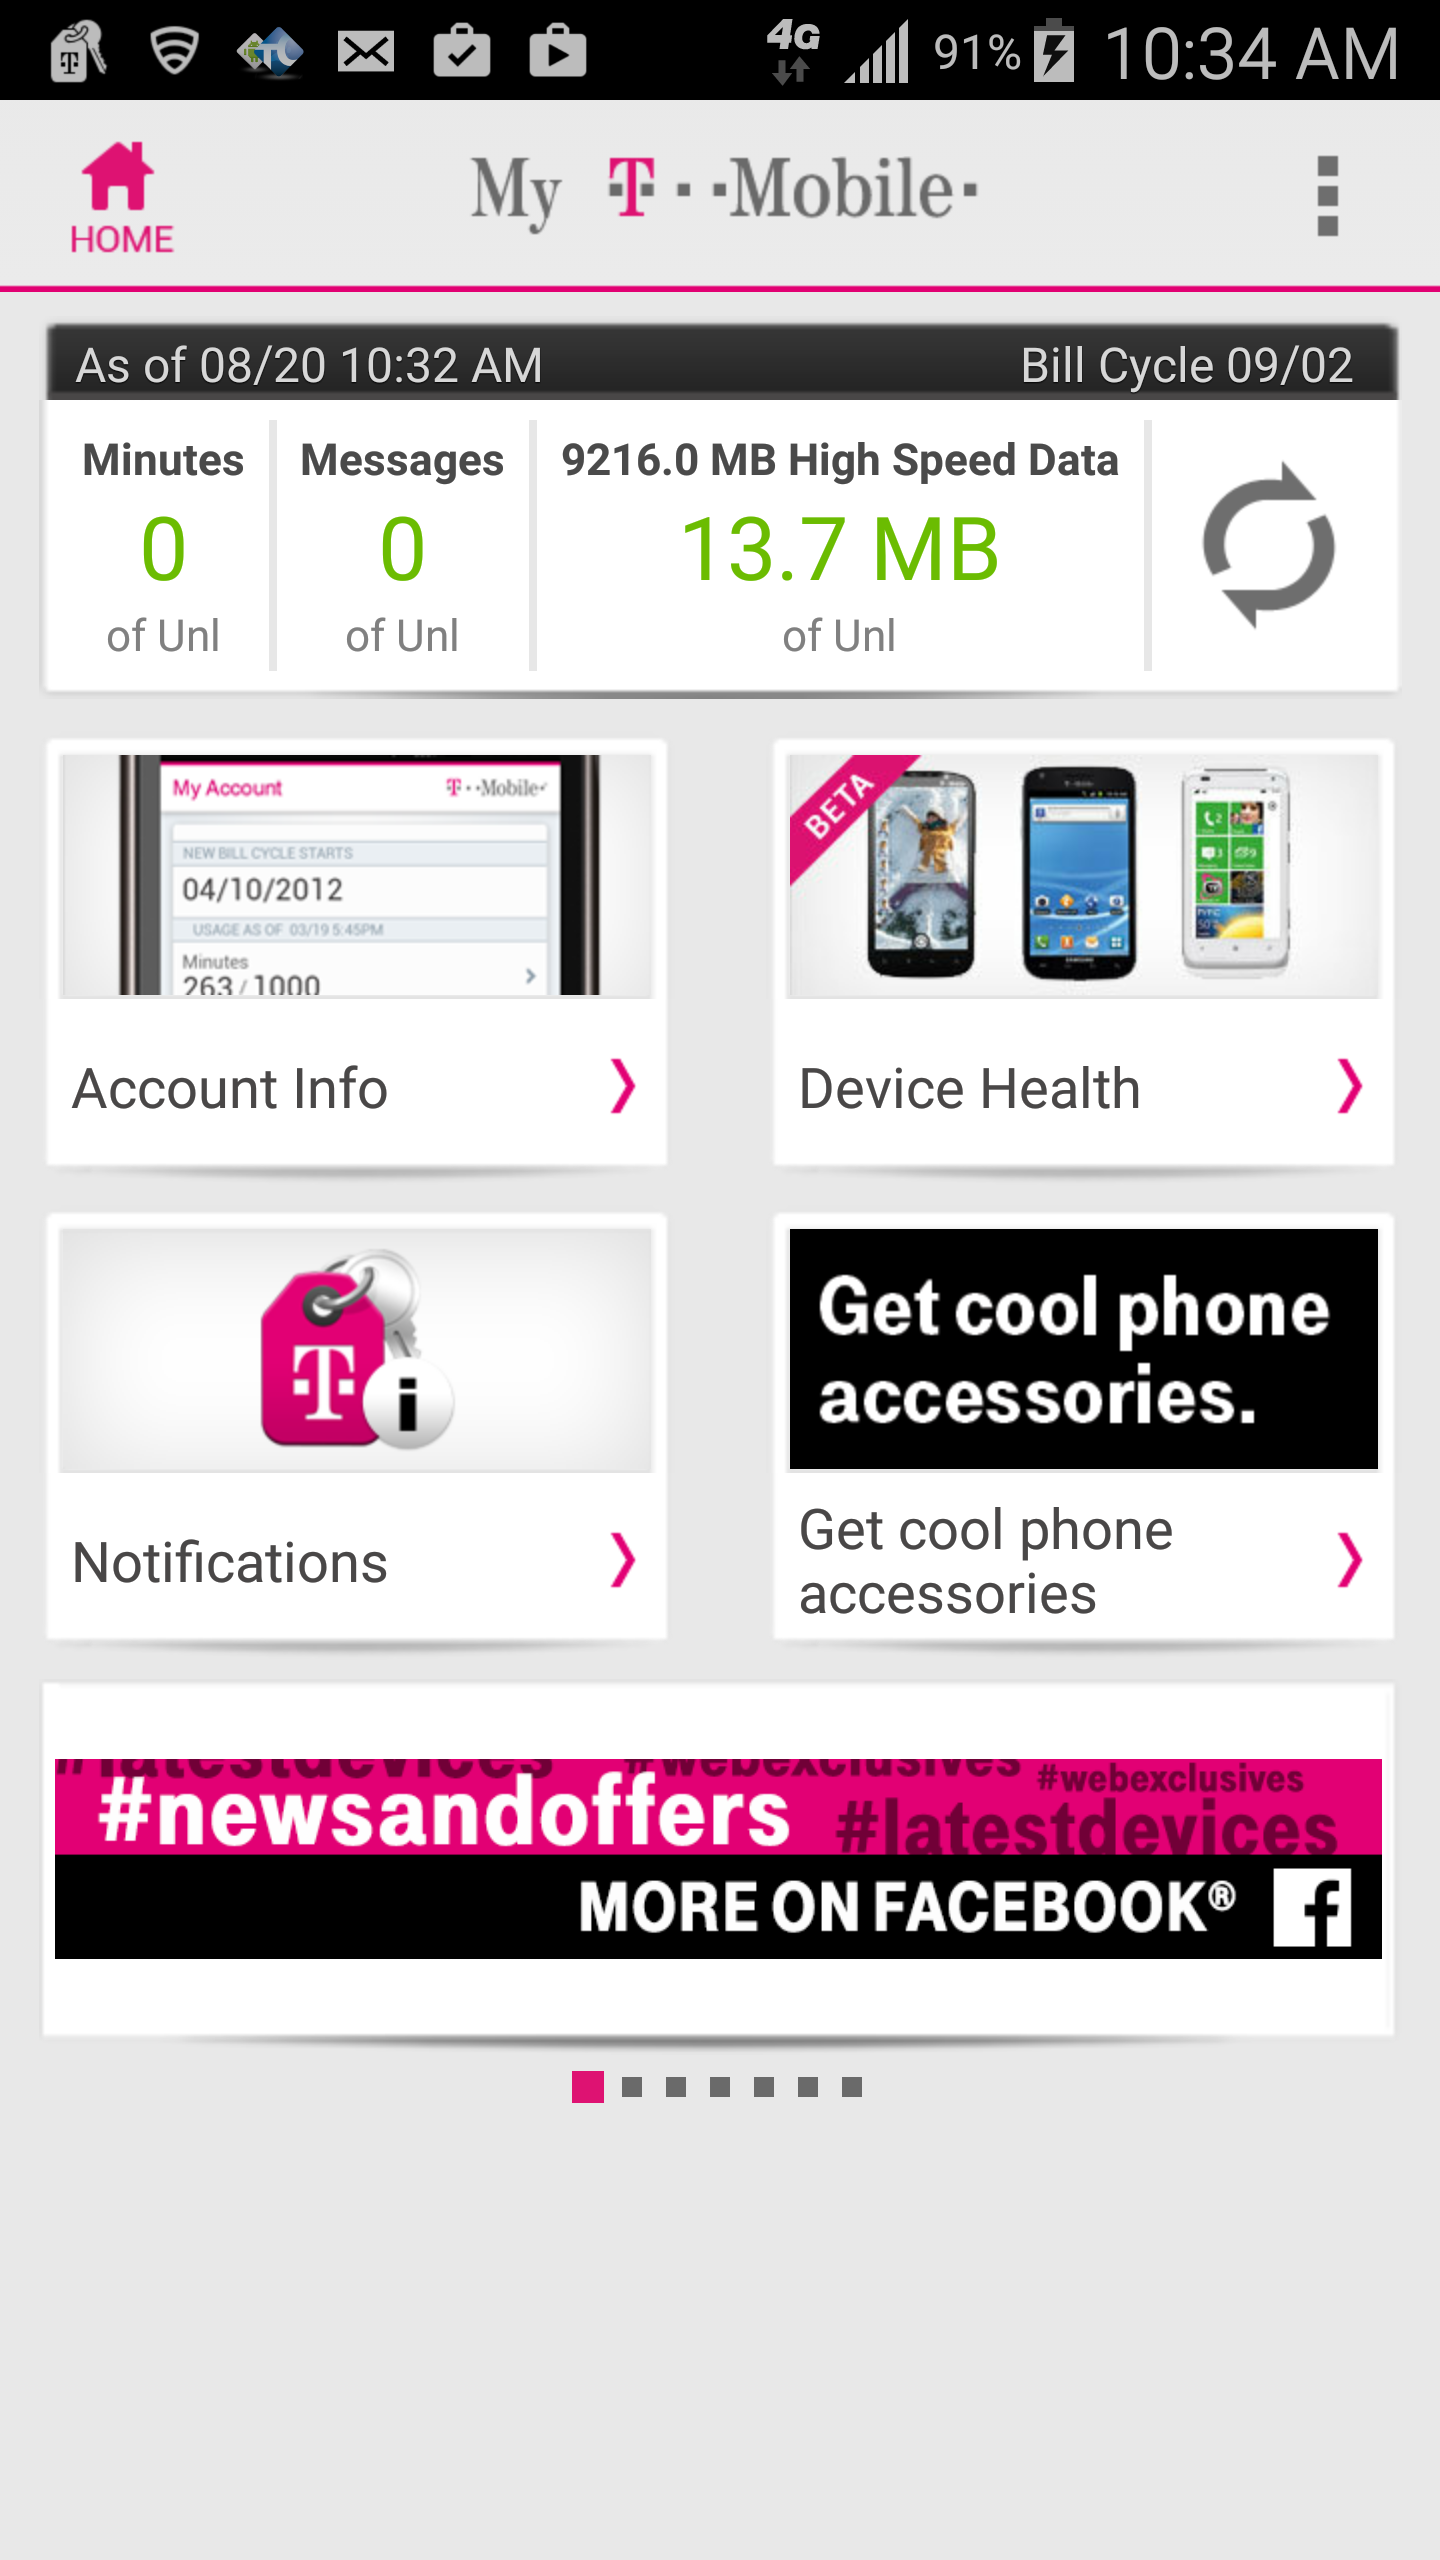 4G 91% 10:34 AM
HOME
My T··Mobile·
As of 08/20 10:32 AM Bill Cycle 09/02
Minutes Messages 9216.0 MB High Speed Data
0 0 13.7 MB
of Unl of Unl of Unl
My Account T··Mobile·
NEW BILL CYCLE STARTS
04/10/2012
USAGE AS OF 03/19 5:45PM
Minutes
263 / 1000
BETA
Account Info
Device Health
T i
Get cool phone
accessories.
Notifications
Get cool phone
accessories
#latestdevices #webexclusives #webexclusives
#newsandoffers #latestdevices
MORE ON FACEBOOK® f